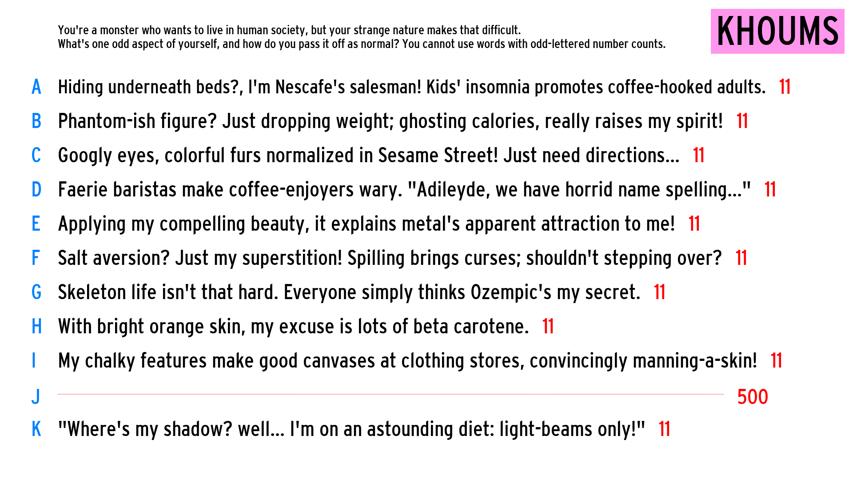 You're a monster who wants to live in human society, but your strange nature makes that difficult.
What's one odd aspect of yourself, and how do you pass it off as normal? You cannot use words with odd-lettered number counts.
KHOUMS
A Hiding underneath beds?, I'm Nescafe's salesman! Kids' insomnia promotes coffee-hooked adults. 11
B Phantom-ish figure? Just dropping weight; ghosting calories, really raises my spirit! 11
C Googly eyes, colorful furs normalized in Sesame Street! Just need directions... 11
D Faerie baristas make coffee-enjoyers wary. "Adileyde, we have horrid name spelling..." 11
E Applying my compelling beauty, it explains metal's apparent attraction to me! 11
F Salt aversion? Just my superstition! Spilling brings curses; shouldn't stepping over? 11
G Skeleton life isn't that hard. Everyone simply thinks Ozempic's my secret. 11
H With bright orange skin, my excuse is lots of beta carotene. 11
I My chalky features make good canvases at clothing stores, convincingly manning-a-skin! 11
J 500
K "Where's my shadow? well... I'm on an astounding diet: light-beams only!" 11